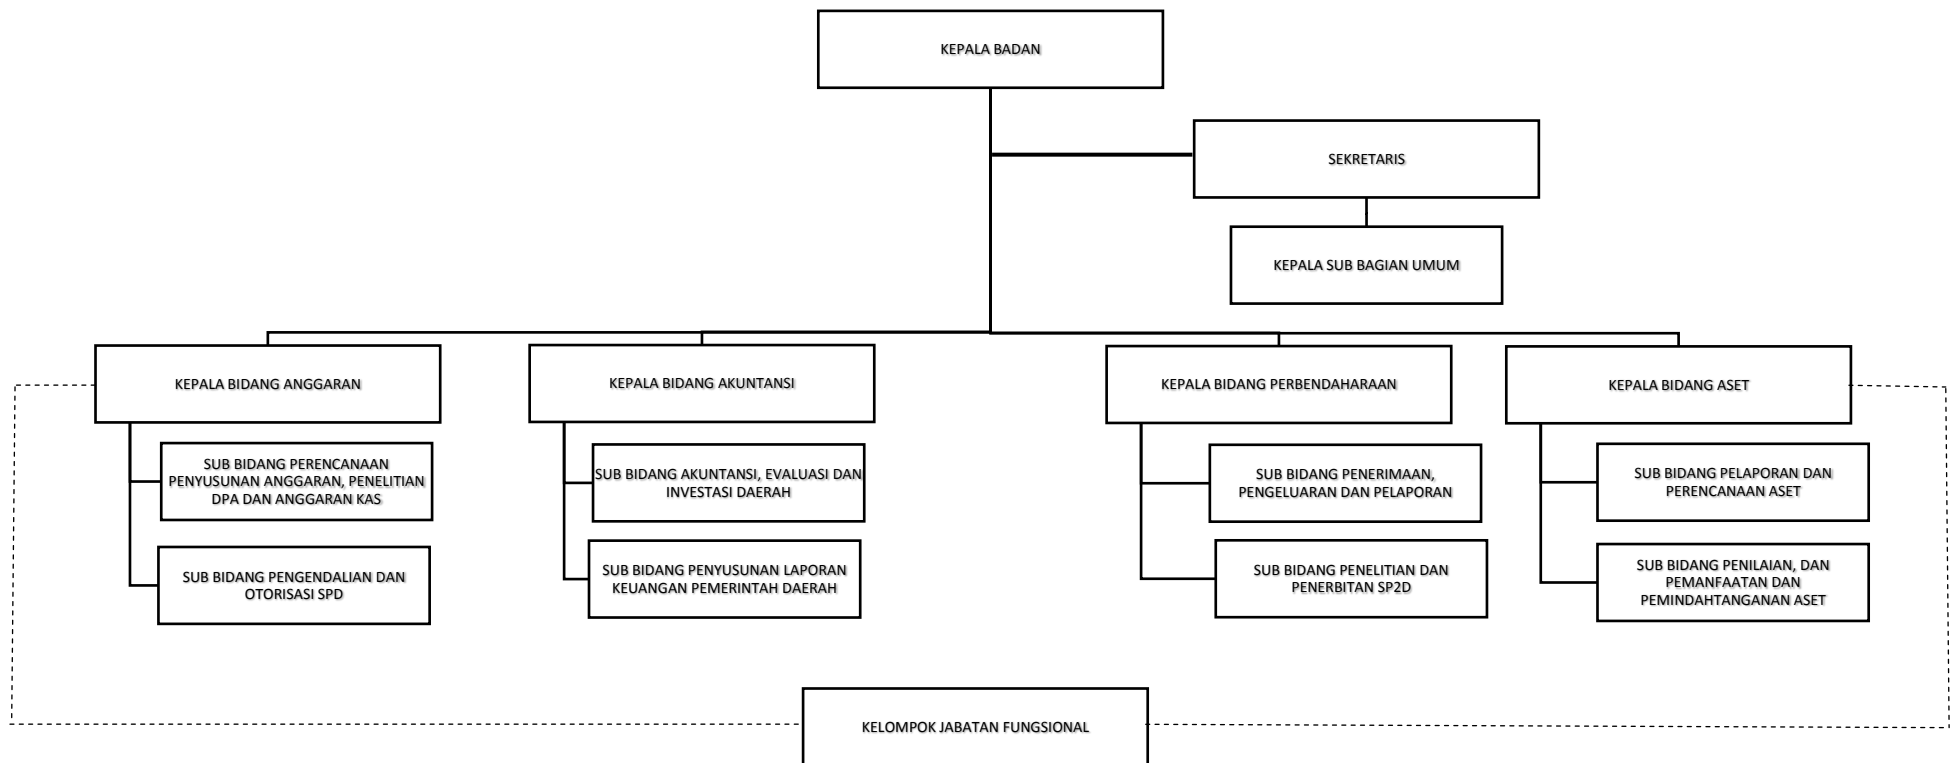 KEPALA BADAN
SEKRETARIS
KEPALA SUB BAGIAN UMUM
KEPALA BIDANG ANGGARAN
KEPALA BIDANG AKUNTANSI
KEPALA BIDANG PERBENDAHARAAN
KEPALA BIDANG ASET
SUB BIDANG PERENCANAAN
PENYUSUNAN ANGGARAN, PENELITIAN
DPA DAN ANGGARAN KAS
SUB BIDANG AKUNTANSI, EVALUASI DAN
INVESTASI DAERAH
SUB BIDANG PENERIMAAN,
PENGELUARAN DAN PELAPORAN
SUB BIDANG PELAPORAN DAN
PERENCANAAN ASET
SUB BIDANG PENGENDALIAN DAN
OTORISASI SPD
SUB BIDANG PENYUSUNAN LAPORAN
KEUANGAN PEMERINTAH DAERAH
SUB BIDANG PENELITIAN DAN
PENERBITAN SP2D
SUB BIDANG PENILAIAN, DAN
PEMANFAATAN DAN
PEMINDAHTANGANAN ASET
KELOMPOK JABATAN FUNGSIONAL